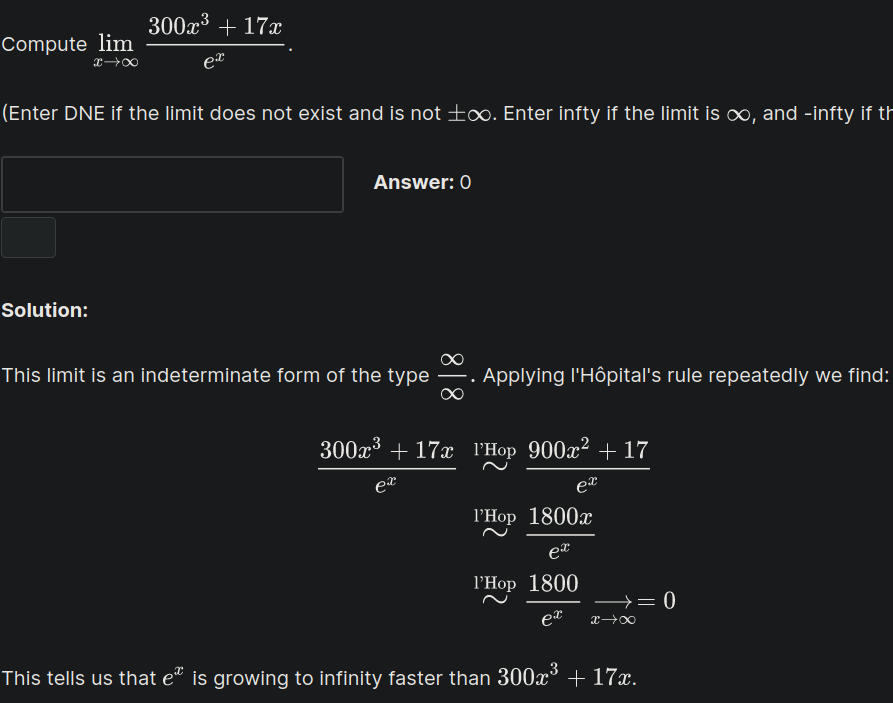 Compute $\lim_{x \to \infty} \frac{300x^3 + 17x}{e^x}$.
(Enter DNE if the limit does not exist and is not $\pm\infty$. Enter infty if the limit is $\infty$, and -infty if
Answer: 0
Solution:
This limit is an indeterminate form of the type $\frac{\infty}{\infty}$. Applying l'Hôpital's rule repeatedly we find:
$\frac{300x^3 + 17x}{e^x} \overset{\text{l'Hop}}{\sim} \frac{900x^2 + 17}{e^x}$
$\overset{\text{l'Hop}}{\sim} \frac{1800x}{e^x}$
$\overset{\text{l'Hop}}{\sim} \frac{1800}{e^x} \underset{x \to \infty}{\longrightarrow} = 0$
This tells us that $e^x$ is growing to infinity faster than $300x^3 + 17x$.